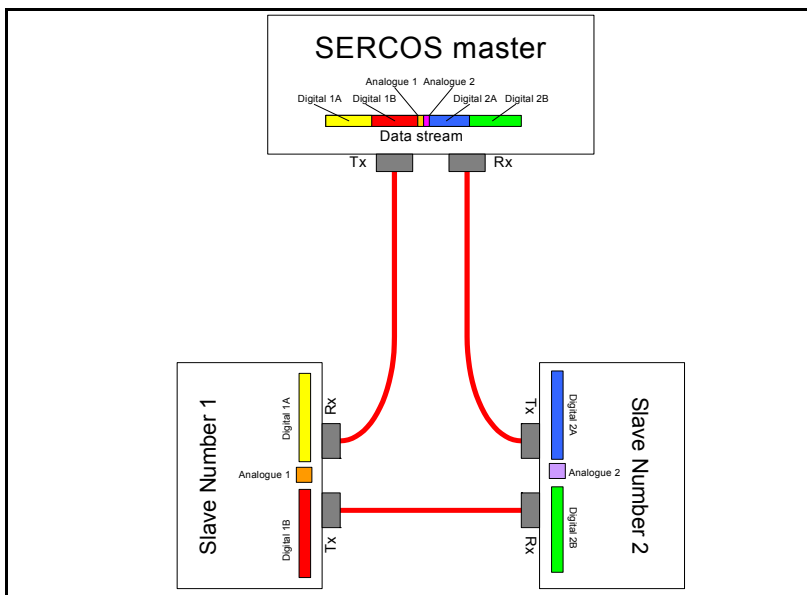 SERCOS master
Analogue 1 Analogue 2
Digital 1A Digital 1B Digital 2A Digital 2B
Data stream
Tx Rx
Slave Number 1
Digital 1A
Rx
Analogue 1
Digital 1B
Tx
Tx
Digital 2A
Analogue 2
Rx
Digital 2B
Slave Number 2